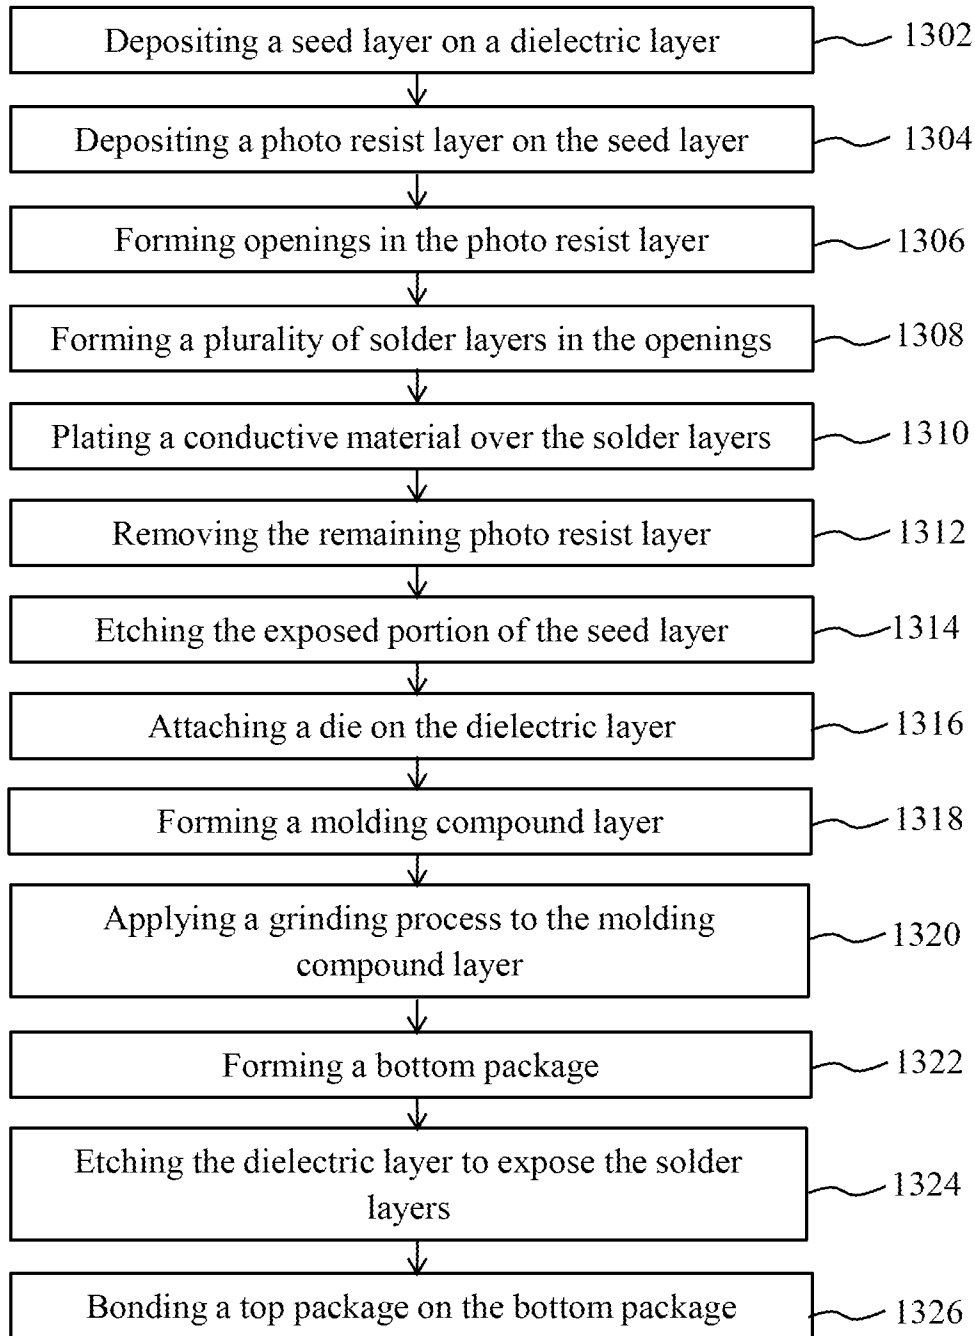 Depositing a seed layer on a dielectric layer 1302
Depositing a photo resist layer on the seed layer 1304
Forming openings in the photo resist layer 1306
Forming a plurality of solder layers in the openings 1308
Plating a conductive material over the solder layers 1310
Removing the remaining photo resist layer 1312
Etching the exposed portion of the seed layer 1314
Attaching a die on the dielectric layer 1316
Forming a molding compound layer 1318
Applying a grinding process to the molding
compound layer 1320
Forming a bottom package 1322
Etching the dielectric layer to expose the solder
layers 1324
Bonding a top package on the bottom package 1326